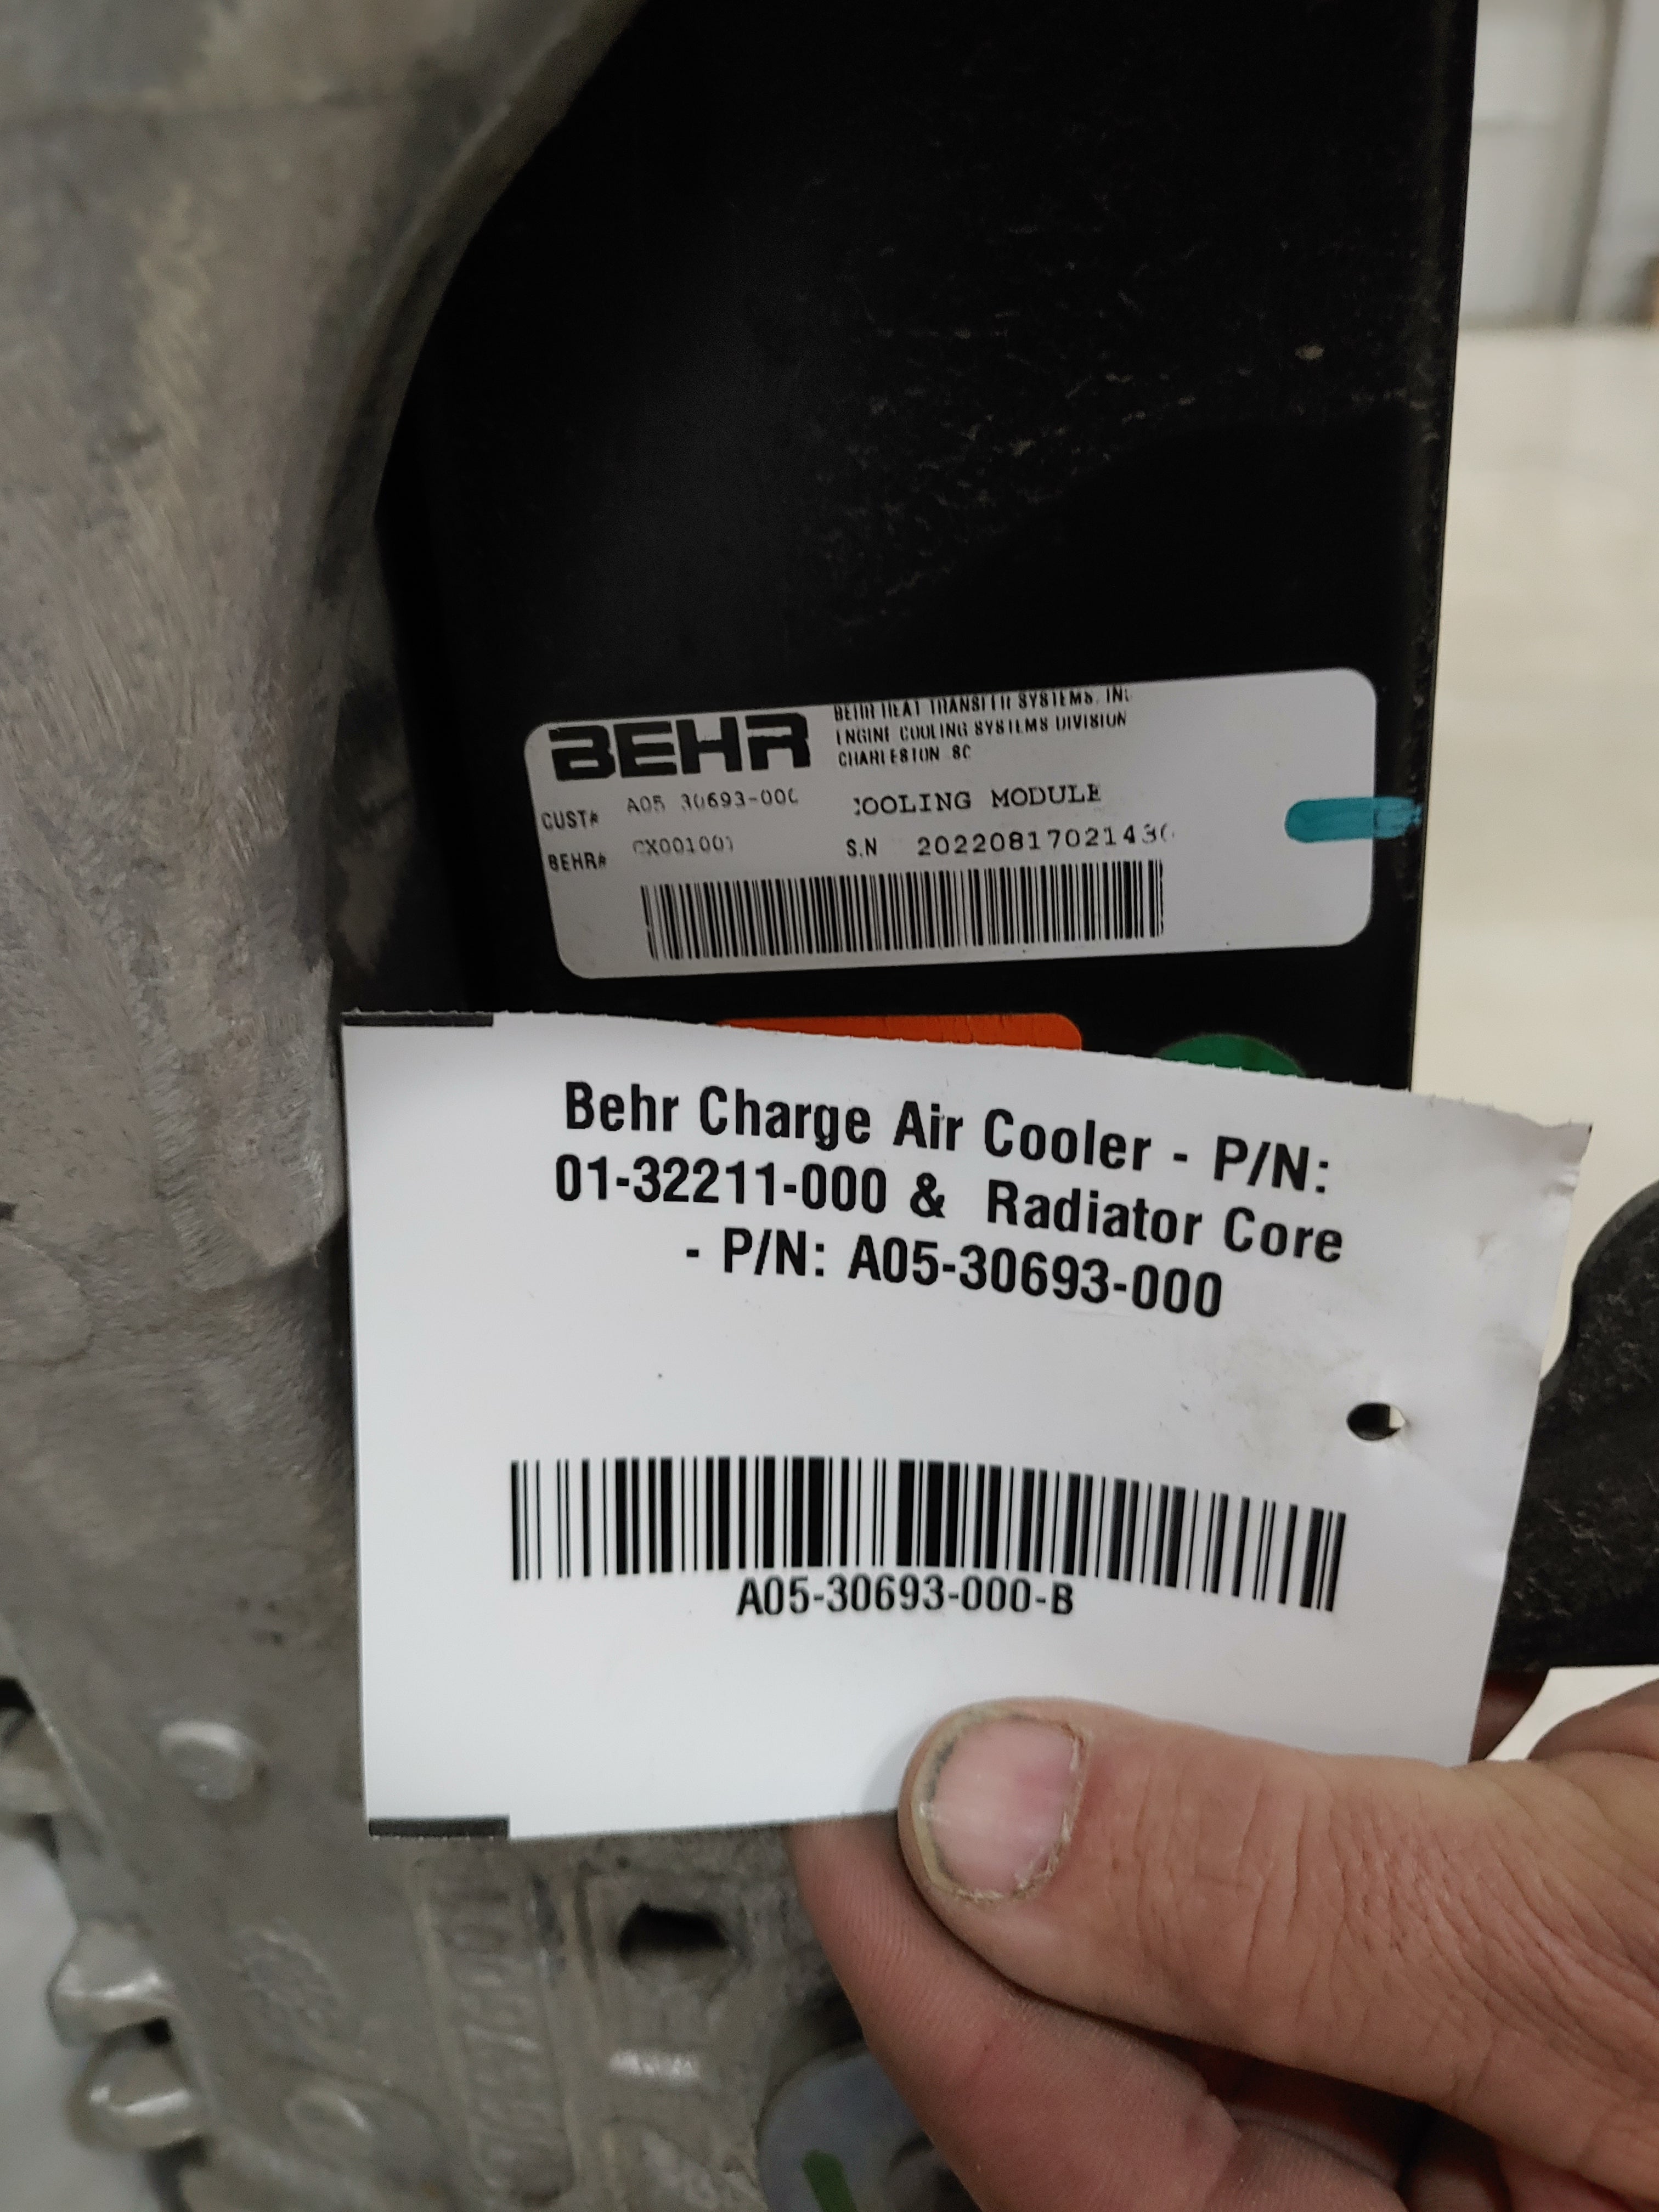 BEHR
BEHR HEAT TRANSFER SYSTEMS, INC
ENGINE COOLING SYSTEMS DIVISION
CHARLESTON SC
CUST# A05 30693-000 COOLING MODULE
BEHR# CX001001 S.N
Behr Charge Air Cooler - P/N:
01-32211-000 & Radiator Core
- P/N: A05-30693-000
A05-30693-000-B